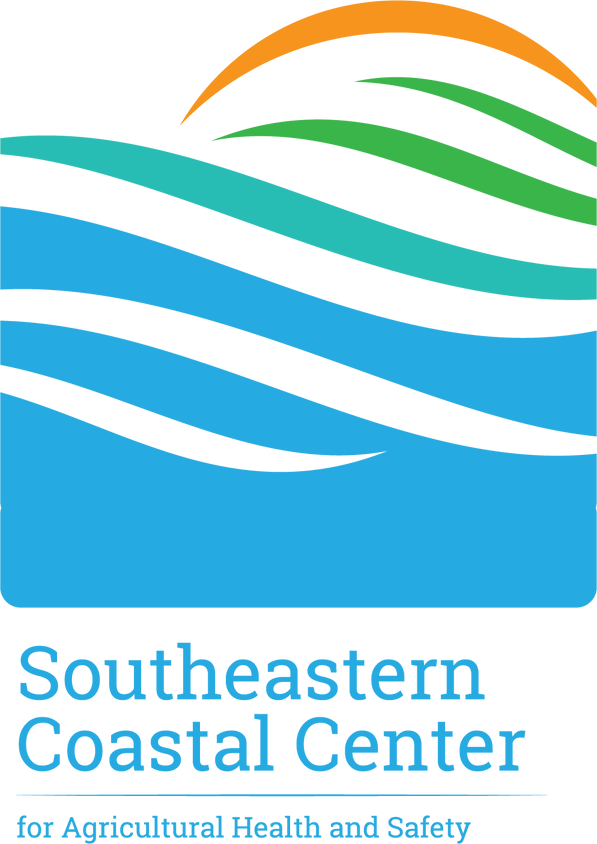 Southeastern
Coastal Center
for Agricultural Health and Safety